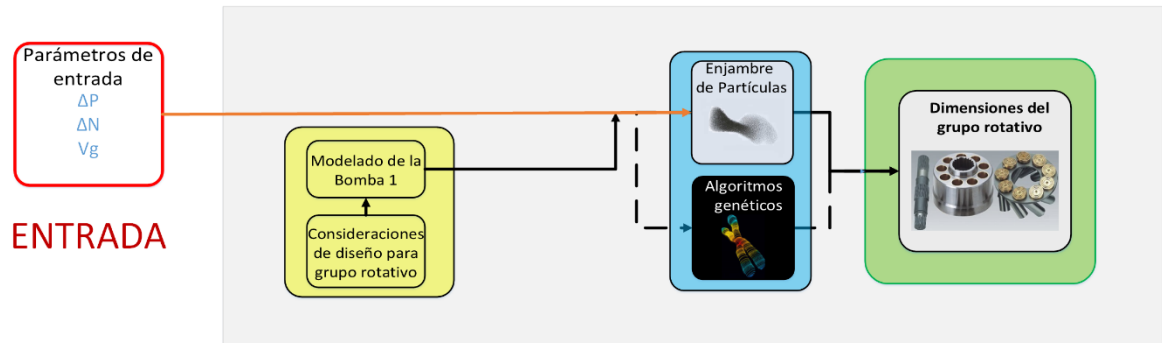 Parámetros de
entrada
ΔP
ΔN
Vg
ENTRADA
Modelado de la
Bomba 1
Consideraciones
de diseño para
grupo rotativo
Enjambre
de Partículas
Algoritmos
genéticos
Dimensiones del
grupo rotativo